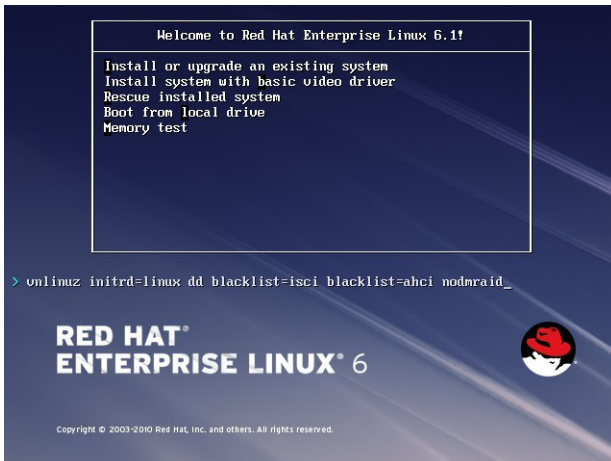 Welcome to Red Hat Enterprise Linux 6.1!
Install or upgrade an existing system
Install system with basic video driver
Rescue installed system
Boot from local drive
Memory test
> vmlinuz initrd=linux dd blacklist=isci blacklist=ahci nodmraid_
RED HAT®
ENTERPRISE LINUX® 6
Copyright © 2003-2010 Red Hat, Inc. and others. All rights reserved.